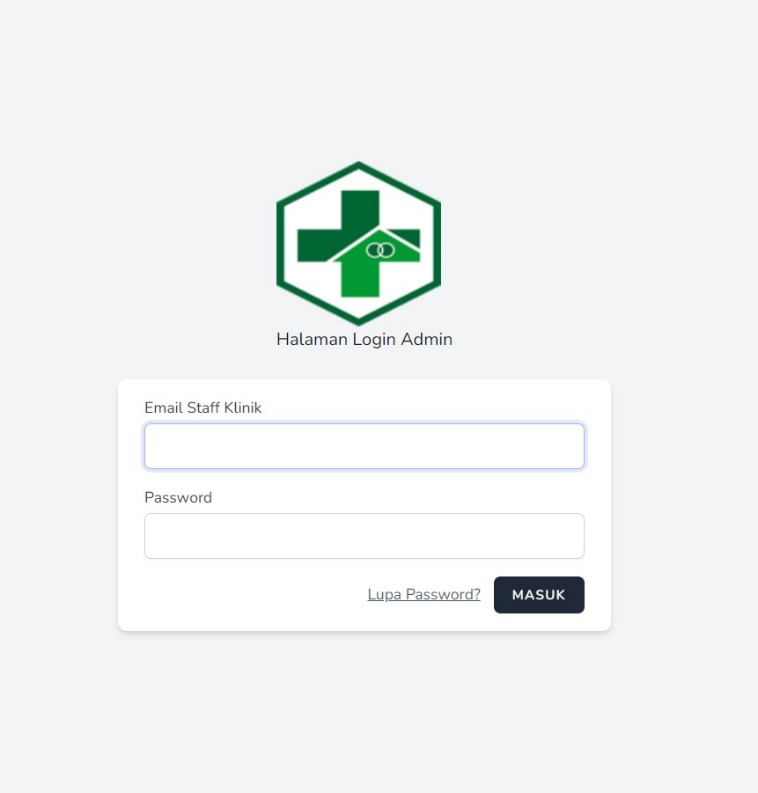 Halaman Login Admin
Email Staff Klinik
Password
Lupa Password? MASUK